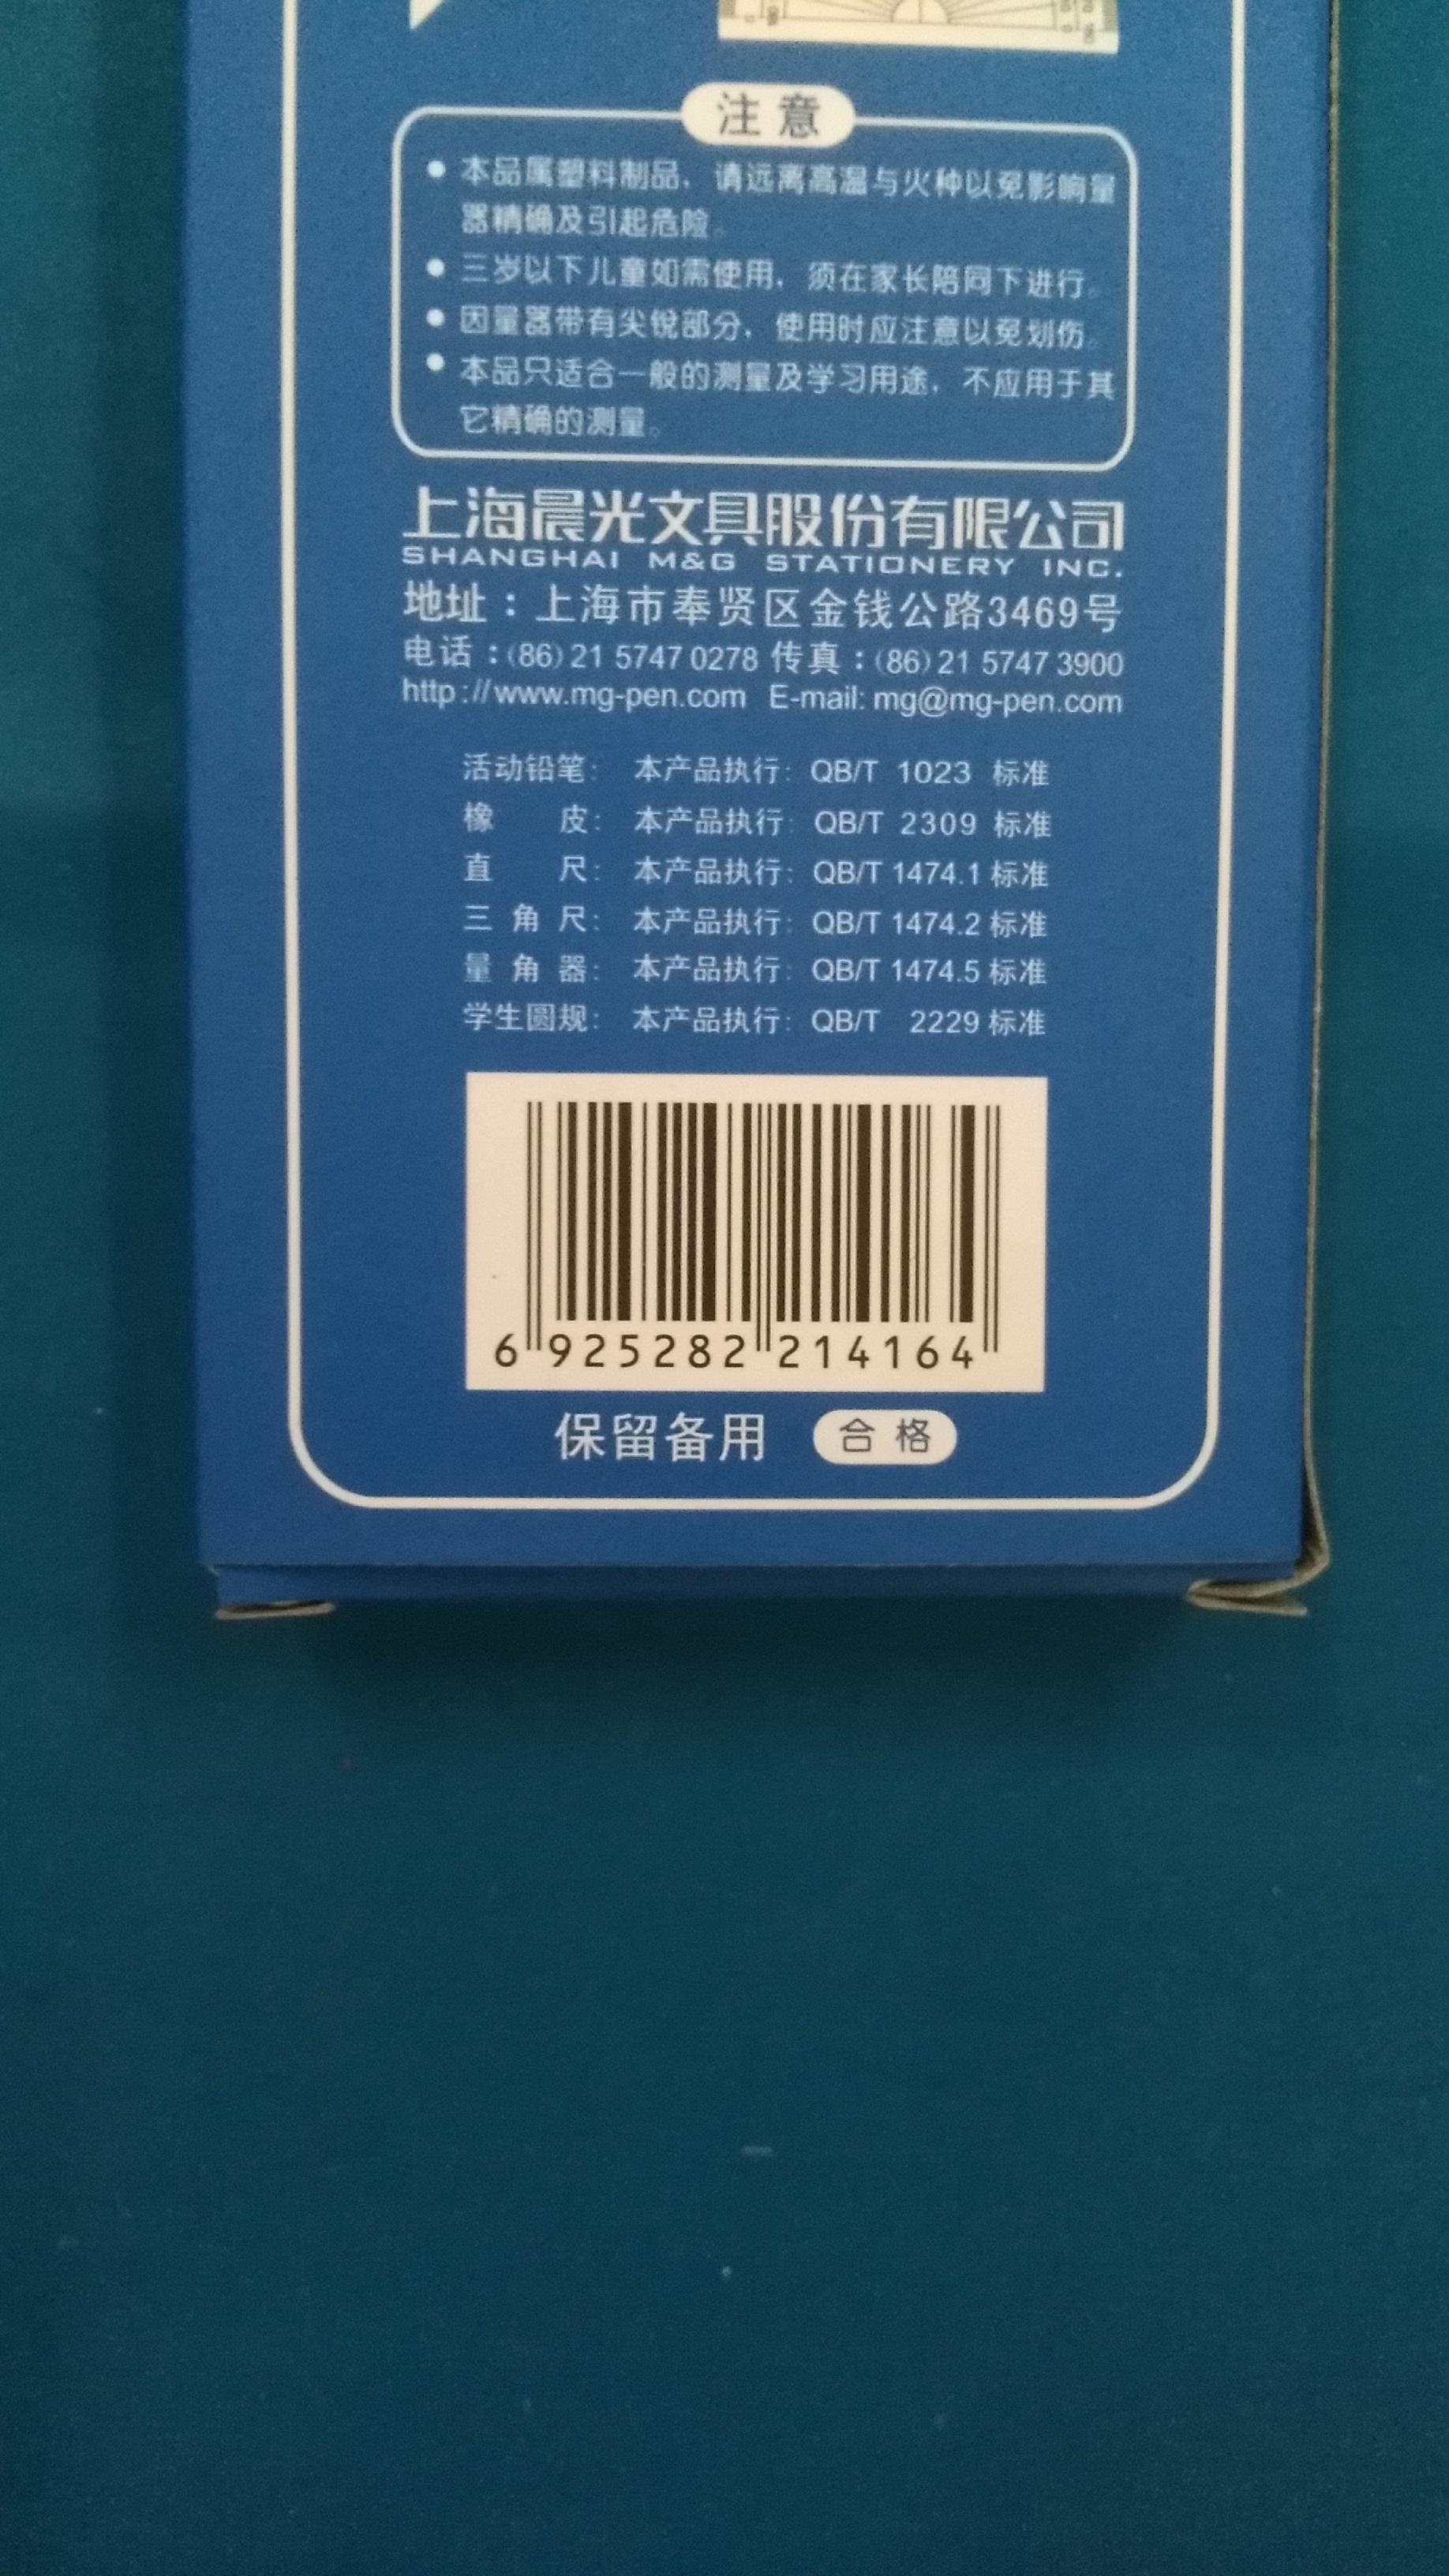 注意
● 本品属塑料制品，请远离高温与火种以免影响量
器精确及引起危险。
● 三岁以下儿童如需使用，须在家长陪同下进行。
● 因量器带有尖锐部分，使用时应注意以免划伤。
● 本品只适合一般的测量及学习用途，不应用于其
它精确的测量。
上海晨光文具股份有限公司
SHANGHAI M&G STATIONERY INC.
地址：上海市奉贤区金钱公路3469号
电话：(86)21 5747 0278 传真：(86)21 5747 3900
http://www.mg-pen.com E-mail: mg@mg-pen.com
活动铅笔： 本产品执行：QB/T 1023 标准
橡皮： 本产品执行：QB/T 2309 标准
直尺： 本产品执行：QB/T 1474.1 标准
三角尺： 本产品执行：QB/T 1474.2 标准
量角器： 本产品执行：QB/T 1474.5 标准
学生圆规： 本产品执行：QB/T 2229 标准
6 925282 214164
保留备用 合格